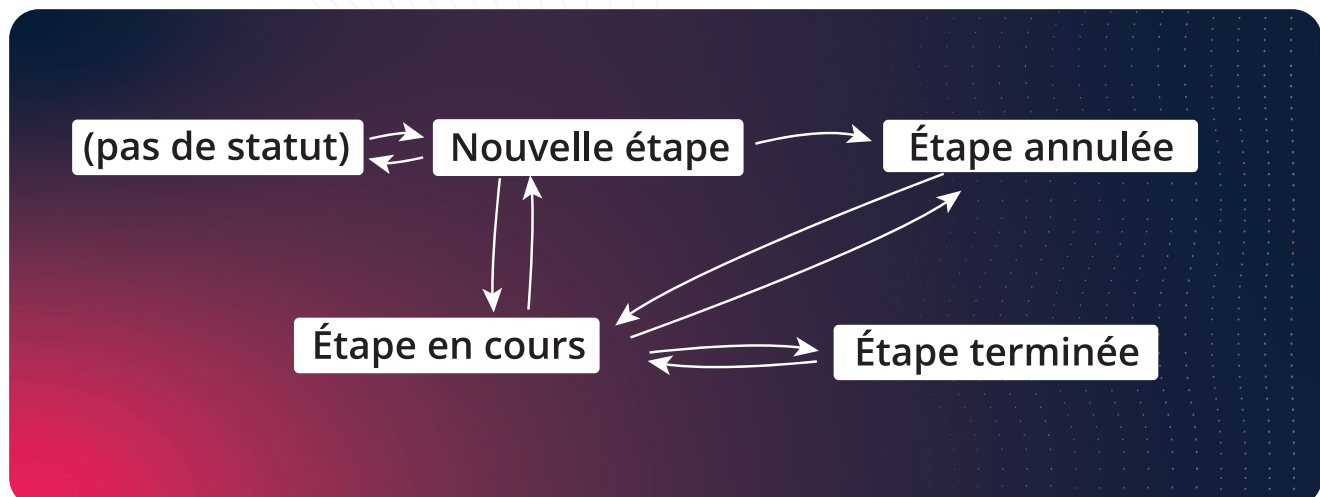 (pas de statut)
Nouvelle étape
Étape annulée
Étape en cours
Étape terminée